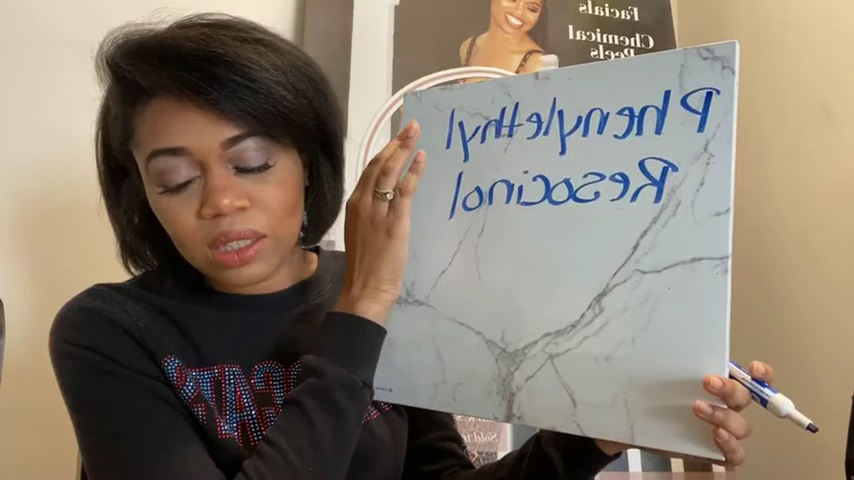 Facials
Chemical
Peels
Phenylethyl
Resocinol